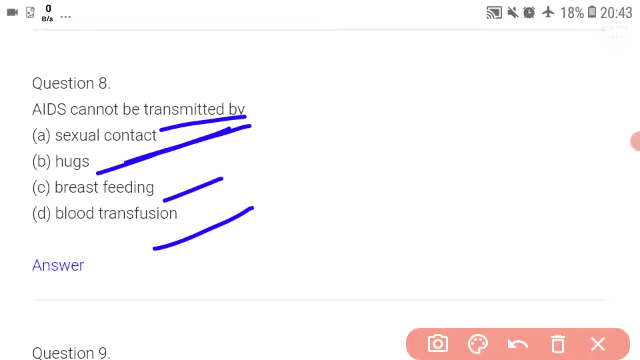 0
B/s
...
18%
20:43
Question 8.
AIDS cannot be transmitted by
(a) sexual contact
(b) hugs
(c) breast feeding
(d) blood transfusion
Answer
Question 9.